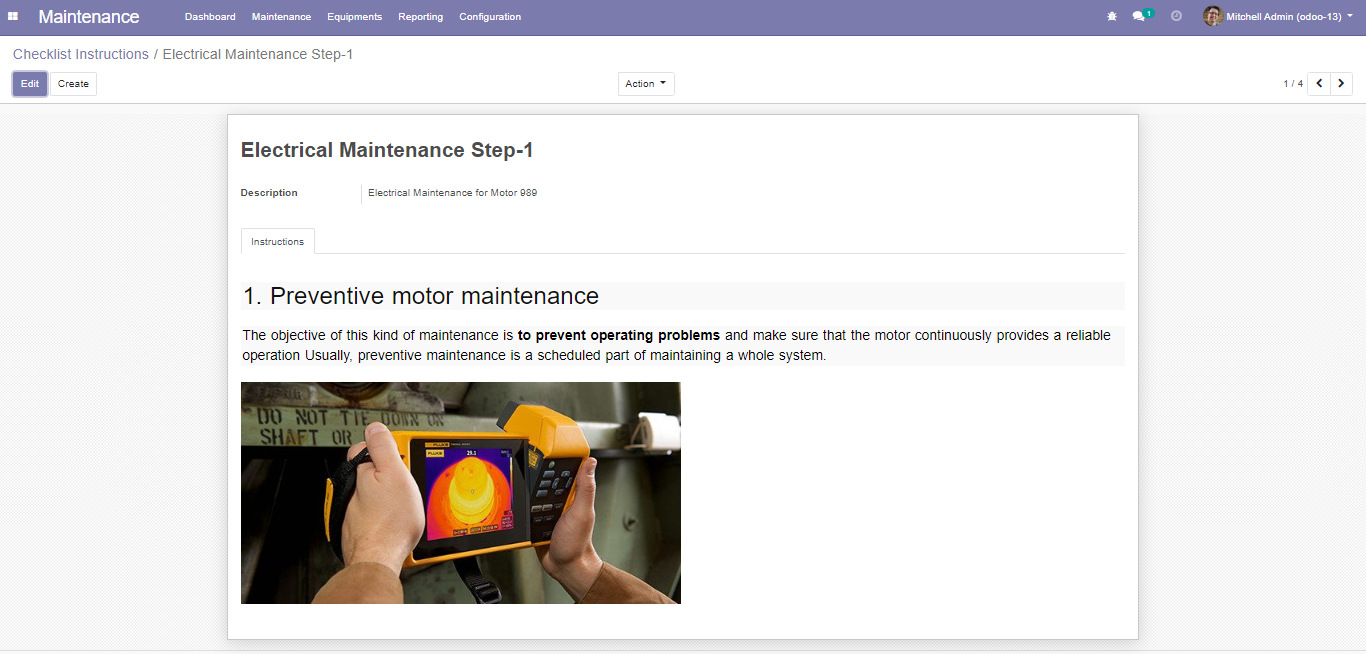 Maintenance Dashboard Maintenance Equipments Reporting Configuration 1 Mitchell Admin (odoo-13)
Checklist Instructions / Electrical Maintenance Step-1
Edit Create Action 1 / 4
Electrical Maintenance Step-1
Description Electrical Maintenance for Motor 989
Instructions
1. Preventive motor maintenance
The objective of this kind of maintenance is to prevent operating problems and make sure that the motor continuously provides a reliable
operation Usually, preventive maintenance is a scheduled part of maintaining a whole system.
DO NOT TIE DOWN ON
SHAFT OR
FLUKE
FLUKE 29.1